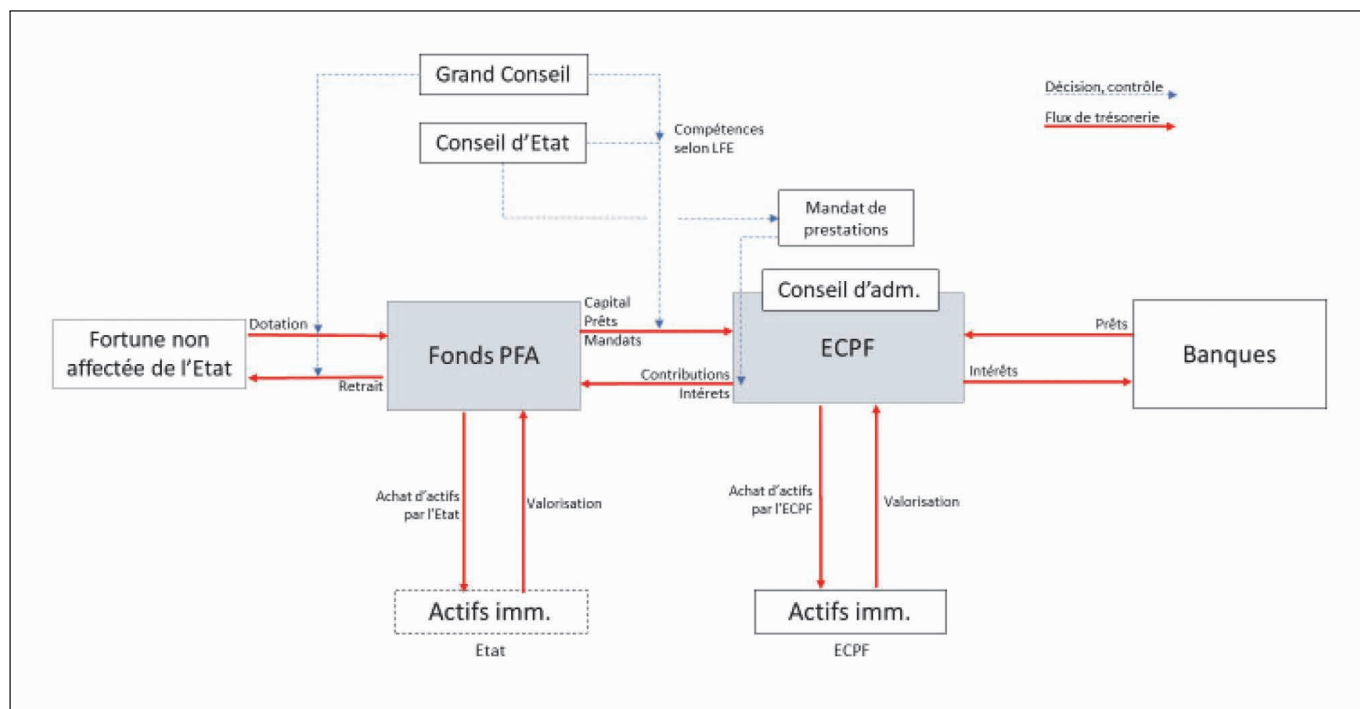 Grand Conseil
Décision, contrôle
Flux de trésorerie
Conseil d'Etat
Compétences
selon LFE
Mandat de
prestations
Conseil d'adm.
Fortune non
affectée de l'Etat
Dotation
Retrait
Fonds PFA
Capital
Prêts
Mandats
Contributions
Intérets
ECPF
Prêts
Intérêts
Banques
Achat d'actifs
par l'Etat
Valorisation
Achat d'actifs
par l'ECPF
Valorisation
Actifs imm.
Etat
Actifs imm.
ECPF